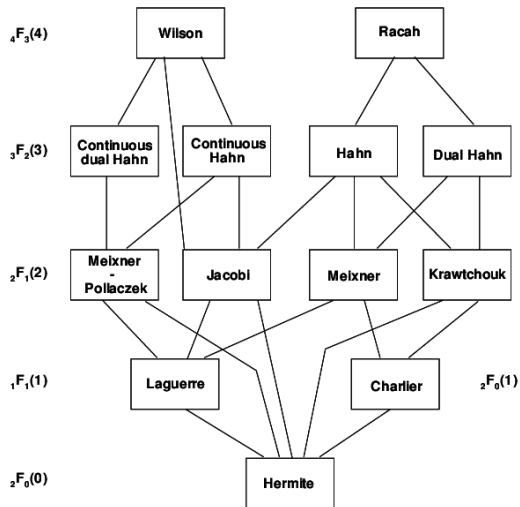 ₄F₃(4)
Wilson
Racah
₃F₂(3)
Continuous
dual Hahn
Continuous
Hahn
Hahn
Dual Hahn
₂F₁(2)
Meixner
-
Pollaczek
Jacobi
Meixner
Krawtchouk
₁F₁(1)
Laguerre
Charlier
₂F₀(1)
₂F₀(0)
Hermite